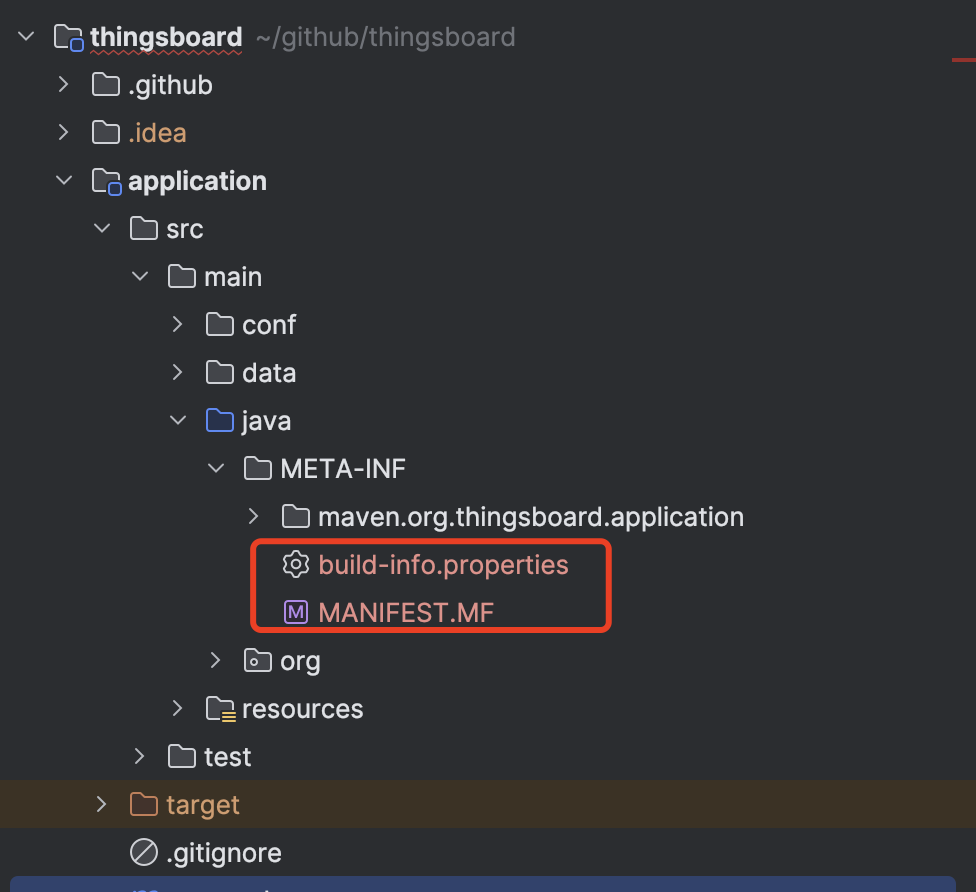 thingsboard ~/github/thingsboard
.github
.idea
application
src
main
conf
data
java
META-INF
maven.org.thingsboard.application
build-info.properties
M MANIFEST.MF
org
resources
test
target
.gitignore